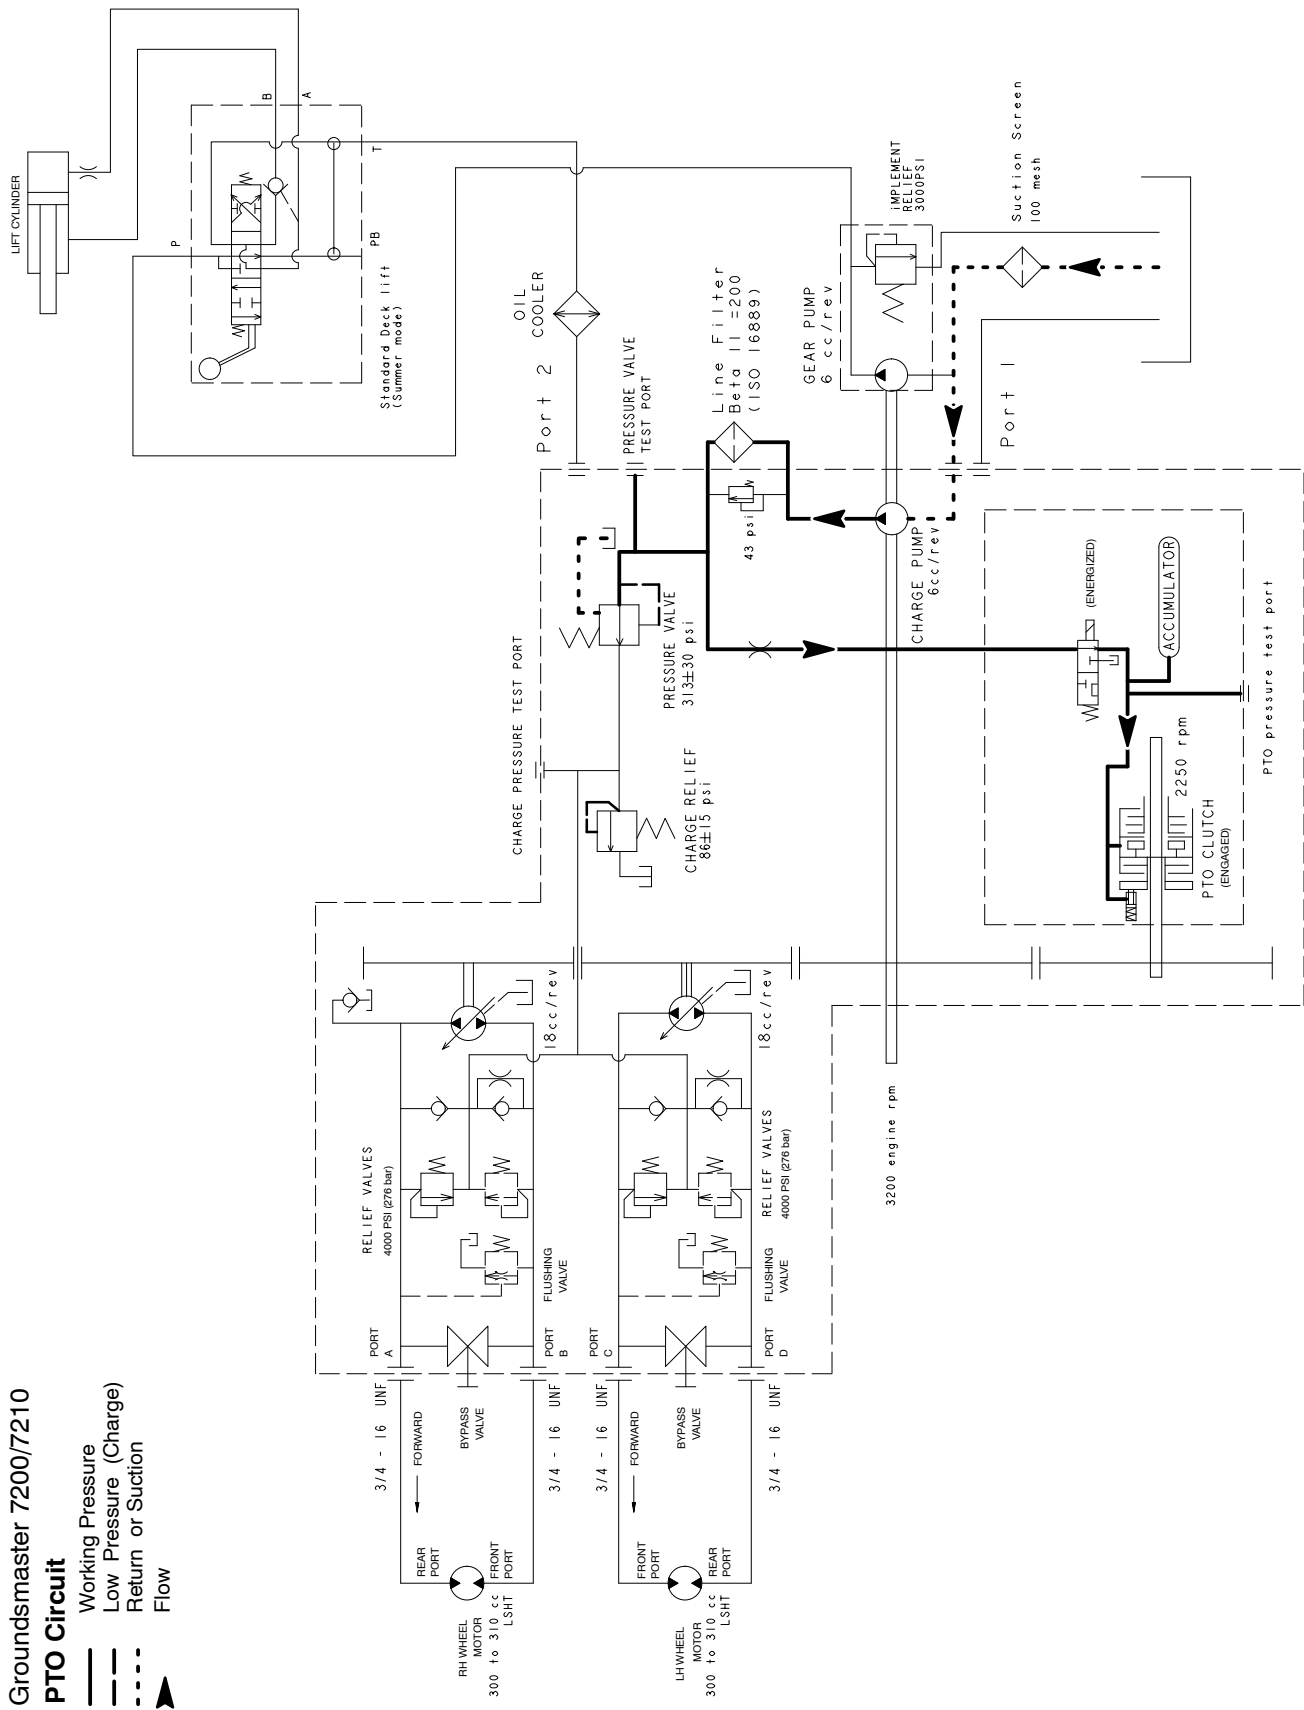 Groundsmaster 7200/7210
PTO Circuit
Working Pressure
Low Pressure (Charge)
Return or Suction
Flow
LIFT CYLINDER
B
A
P
T
PB
Standard Deck lift
(Summer mode)
OIL
COOLER
Port 2
PRESSURE VALVE
TEST PORT
Line Filter
Beta 11 =200
(ISO 16889)
GEAR PUMP
6 cc/rev
iMPLEMENT
RELIEF
3000PSI
Suction Screen
100 mesh
Port 1
43 psi
CHARGE PUMP
6cc/rev
PRESSURE VALVE
313±30 psi
CHARGE PRESSURE TEST PORT
CHARGE RELIEF
86±15 psi
(ENERGIZED)
ACCUMULATOR
PTO pressure test port
2250 rpm
PTO CLUTCH
(ENGAGED)
18cc/rev
18cc/rev
3200 engine rpm
RELIEF VALVES
4000 PSI (276 bar)
RELIEF VALVES
4000 PSI (276 bar)
FLUSHING
VALVE
FLUSHING
VALVE
PORT
A
PORT
B
PORT
C
PORT
D
3/4 - 16 UNF
3/4 - 16 UNF
3/4 - 16 UNF
3/4 - 16 UNF
FORWARD
BYPASS
VALVE
FORWARD
BYPASS
VALVE
REAR
PORT
FRONT
PORT
FRONT
PORT
REAR
PORT
RH WHEEL
MOTOR
300 to 310 cc
LSHT
LH WHEEL
MOTOR
300 to 310 cc
LSHT